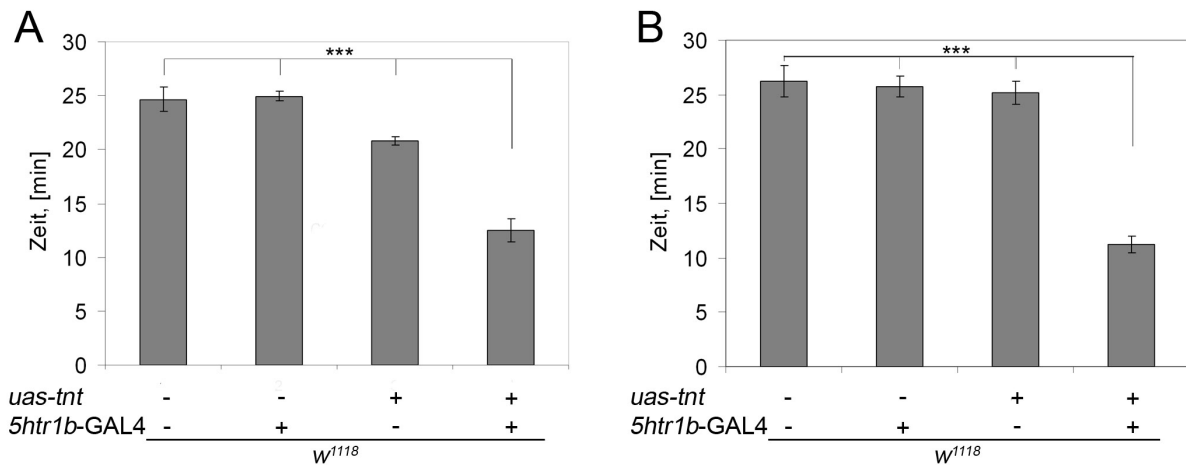 A
30
25
20
15
10
5
0
Zeit, [min]
***
uas-tnt - - + +
5htr1b-GAL4 - + - +
w1118
B
30
25
20
15
10
5
0
Zeit, [min]
***
uas-tnt - - + +
5htr1b-GAL4 - + - +
w1118